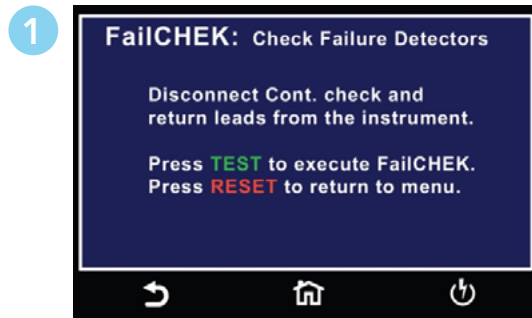 1
FailCHEK: Check Failure Detectors
Disconnect Cont. check and
return leads from the instrument.
Press TEST to execute FailCHEK.
Press RESET to return to menu.